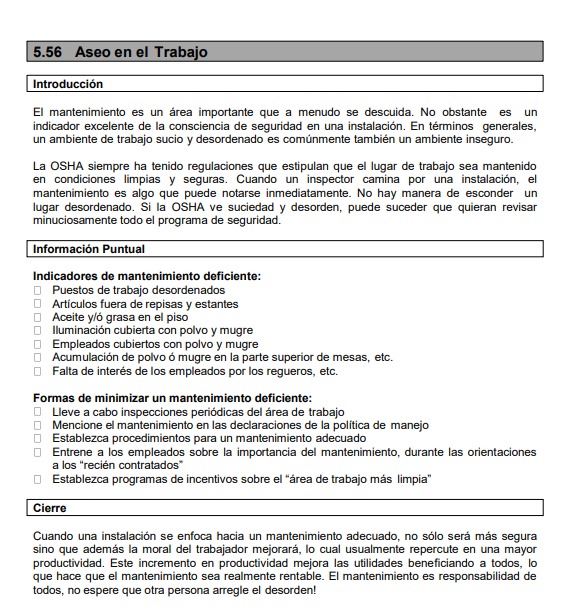 5.56 Aseo en el Trabajo
Introducción
El mantenimiento es un área importante que a menudo se descuida. No obstante es un
indicador excelente de la consciencia de seguridad en una instalación. En términos generales,
un ambiente de trabajo sucio y desordenado es comúnmente también un ambiente inseguro.
La OSHA siempre ha tenido regulaciones que estipulan que el lugar de trabajo sea mantenido
en condiciones limpias y seguras. Cuando un inspector camina por una instalación, el
mantenimiento es algo que puede notarse inmediatamente. No hay manera de esconder un
lugar desordenado. Si la OSHA ve suciedad y desorden, puede suceder que quieran revisar
minuciosamente todo el programa de seguridad.
Información Puntual
Indicadores de mantenimiento deficiente:
Puestos de trabajo desordenados
Artículos fuera de repisas y estantes
Aceite y/ó grasa en el piso
Iluminación cubierta con polvo y mugre
Empleados cubiertos con polvo y mugre
Acumulación de polvo ó mugre en la parte superior de mesas, etc.
Falta de interés de los empleados por los regueros, etc.
Formas de minimizar un mantenimiento deficiente:
Lleve a cabo inspecciones periódicas del área de trabajo
Mencione el mantenimiento en las declaraciones de la política de manejo
Establezca procedimientos para un mantenimiento adecuado
Entrene a los empleados sobre la importancia del mantenimiento, durante las orientaciones
a los “recién contratados”
Establezca programas de incentivos sobre el “área de trabajo más limpia”
Cierre
Cuando una instalación se enfoca hacia un mantenimiento adecuado, no sólo será más segura
sino que además la moral del trabajador mejorará, lo cual usualmente repercute en una mayor
productividad. Este incremento en productividad mejora las utilidades beneficiando a todos, lo
que hace que el mantenimiento sea realmente rentable. El mantenimiento es responsabilidad de
todos, no espere que otra persona arregle el desorden!